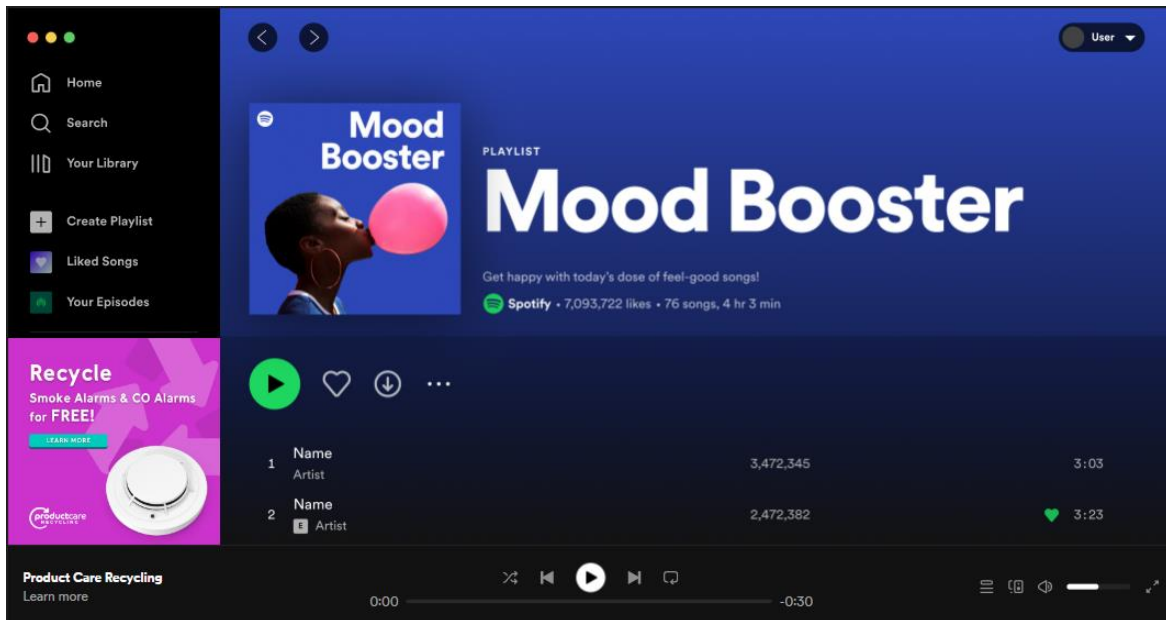 Home
Search
Your Library
Create Playlist
Liked Songs
Your Episodes
Recycle
Smoke Alarms & CO Alarms
for FREE!
LEARN MORE
productcare
RECYCLING
User
Mood
Booster
PLAYLIST
Mood Booster
Get happy with today's dose of feel-good songs!
Spotify • 7,093,722 likes • 76 songs, 4 hr 3 min
1 Name 3,472,345 3:03
Artist
2 Name 2,472,382 3:23
E Artist
Product Care Recycling
Learn more
0:00 -0:30